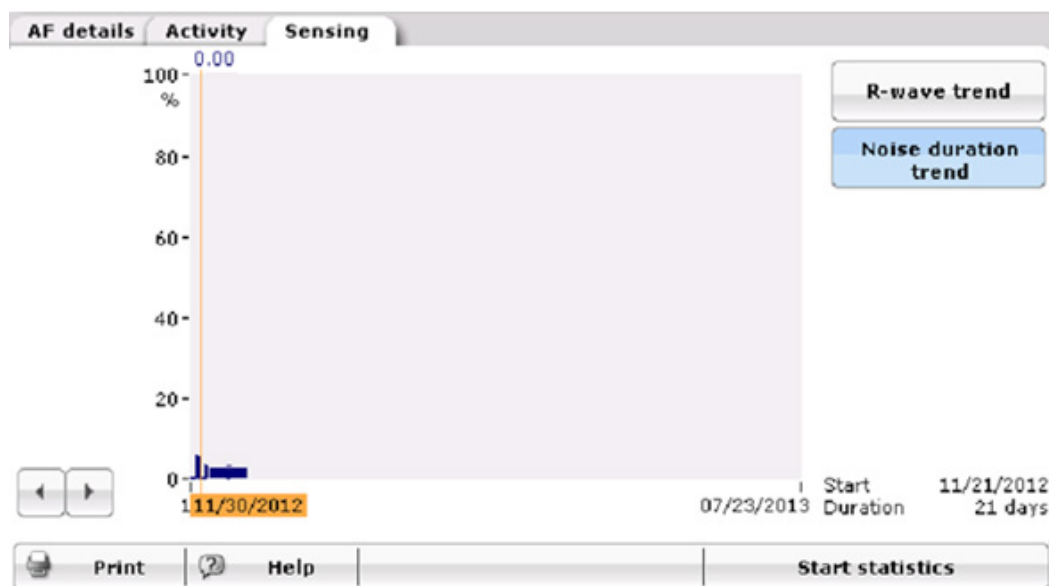 AF details Activity Sensing
0.00
100
%
R-wave trend
80
Noise duration
trend
60
40
20
0
11/30/2012
07/23/2013
Start 11/21/2012
Duration 21 days
Print Help Start statistics